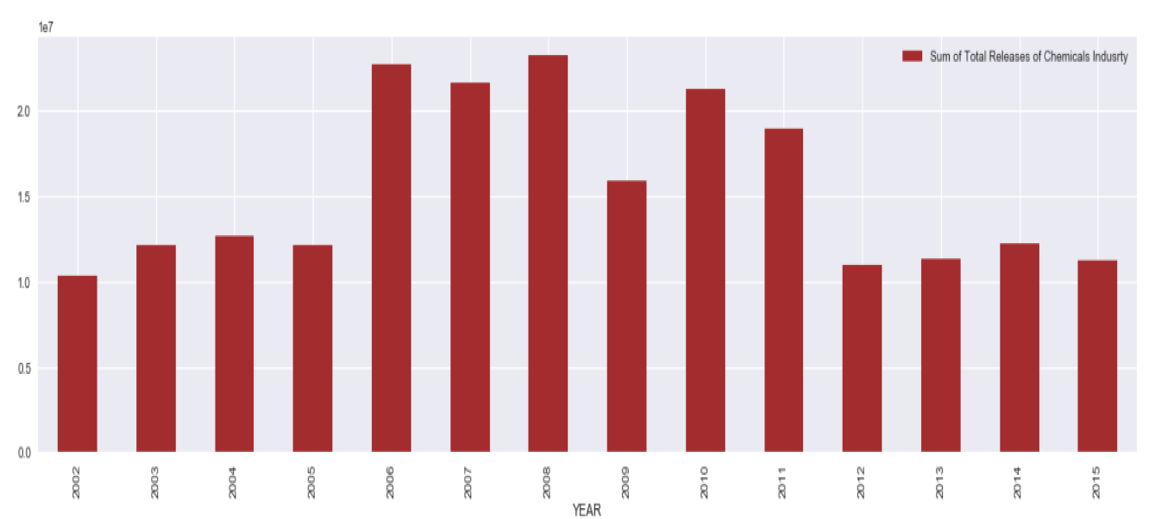 1e7
Sum of Total Releases of Chemicals Indusrty
2.0
1.5
1.0
0.5
0.0
2002 2003 2004 2005 2006 2007 2008 2009 2010 2011 2012 2013 2014 2015
YEAR